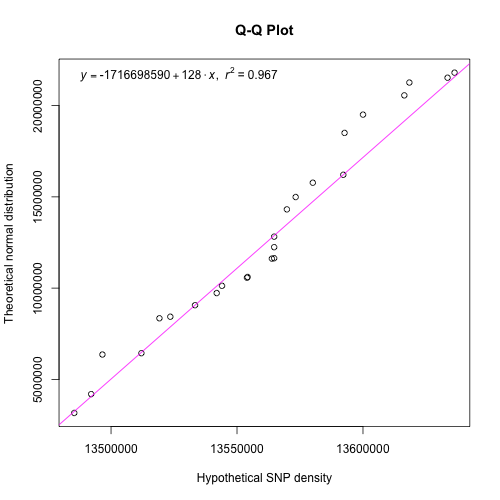 Q-Q Plot
y = -1716698590 + 128 · x, r² = 0.967
Theoretical normal distribution
20000000
15000000
10000000
5000000
13500000 13550000 13600000
Hypothetical SNP density